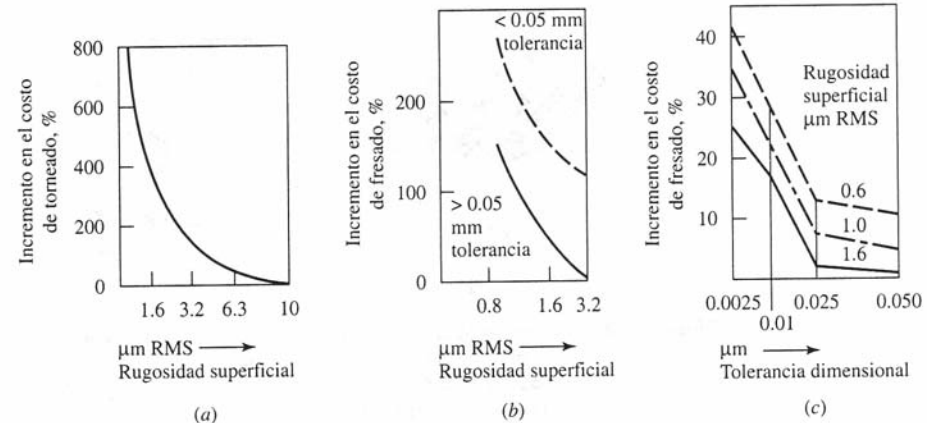 Incremento en el costo
de torneado, %
800
600
400
200
0
1.6 3.2 6.3 10
µm RMS
Rugosidad superficial
(a)
Incremento en el costo
de fresado, %
< 0.05 mm
tolerancia
200
100
0
> 0.05
mm
tolerancia
0.8 1.6 3.2
µm RMS
Rugosidad superficial
(b)
Incremento en el costo
de fresado, %
40
30
20
10
Rugosidad
superficial
µm RMS
0.6
1.0
1.6
0.0025 0.025 0.050
0.01
µm
Tolerancia dimensional
(c)